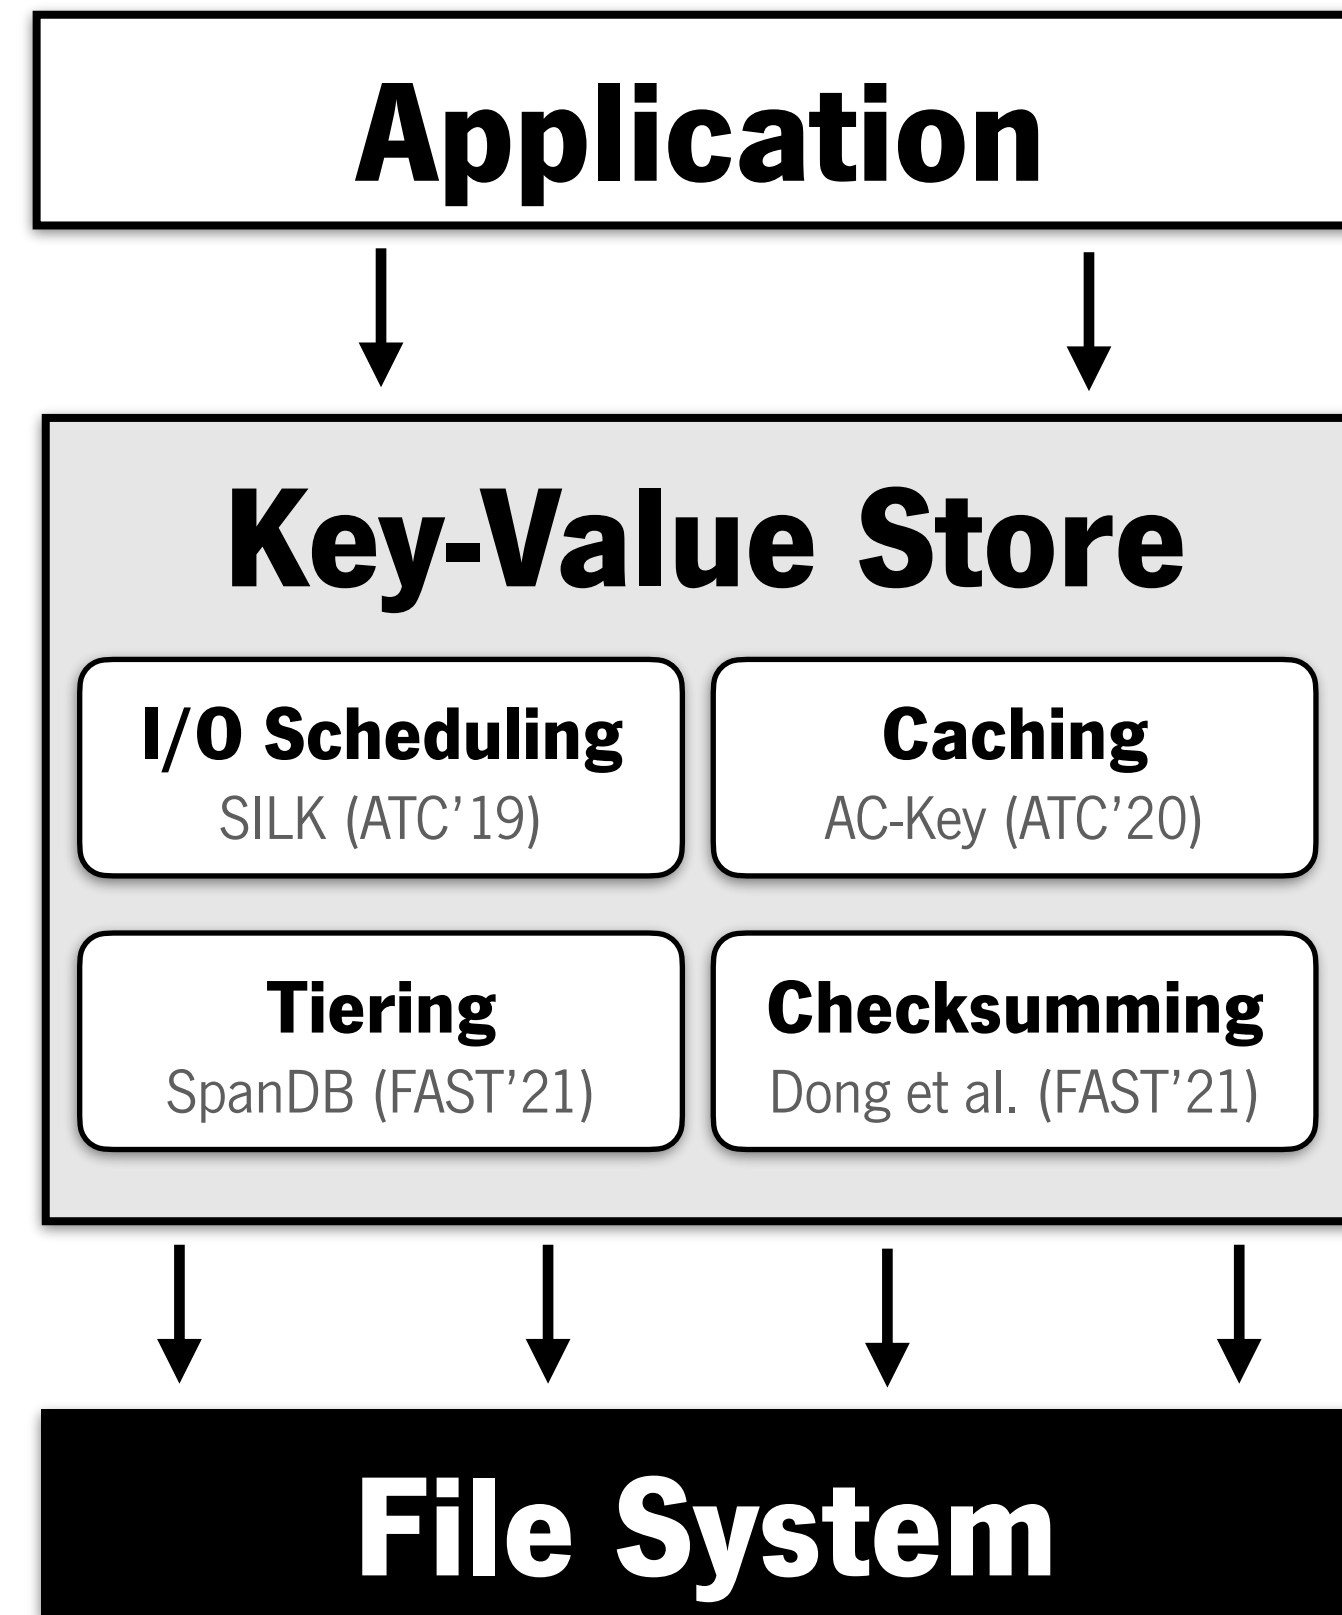 Application
Key-Value Store
I/O Scheduling
SILK (ATC’19)
Caching
AC-Key (ATC’20)
Tiering
SpanDB (FAST’21)
Checksumming
Dong et al. (FAST’21)
File System